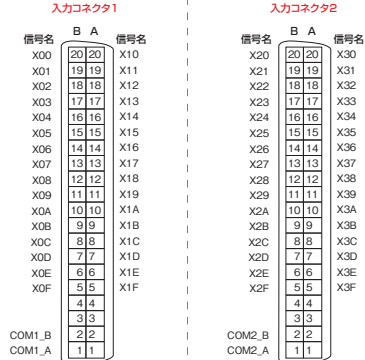 入力コネクタ1
B A
信号名 信号名
X00 20 20 X10
X01 19 19 X11
X02 18 18 X12
X03 17 17 X13
X04 16 16 X14
X05 15 15 X15
X06 14 14 X16
X07 13 13 X17
X08 12 12 X18
X09 11 11 X19
X0A 10 10 X1A
X0B 9 9 X1B
X0C 8 8 X1C
X0D 7 7 X1D
X0E 6 6 X1E
X0F 5 5 X1F
4 4
3 3
COM1_B 2 2
COM1_A 1 1
入力コネクタ2
B A
信号名 信号名
X20 20 20 X30
X21 19 19 X31
X22 18 18 X32
X23 17 17 X33
X24 16 16 X34
X25 15 15 X35
X26 14 14 X36
X27 13 13 X37
X28 12 12 X38
X29 11 11 X39
X2A 10 10 X3A
X2B 9 9 X3B
X2C 8 8 X3C
X2D 7 7 X3D
X2E 6 6 X3E
X2F 5 5 X3F
4 4
3 3
COM2_B 2 2
COM2_A 1 1